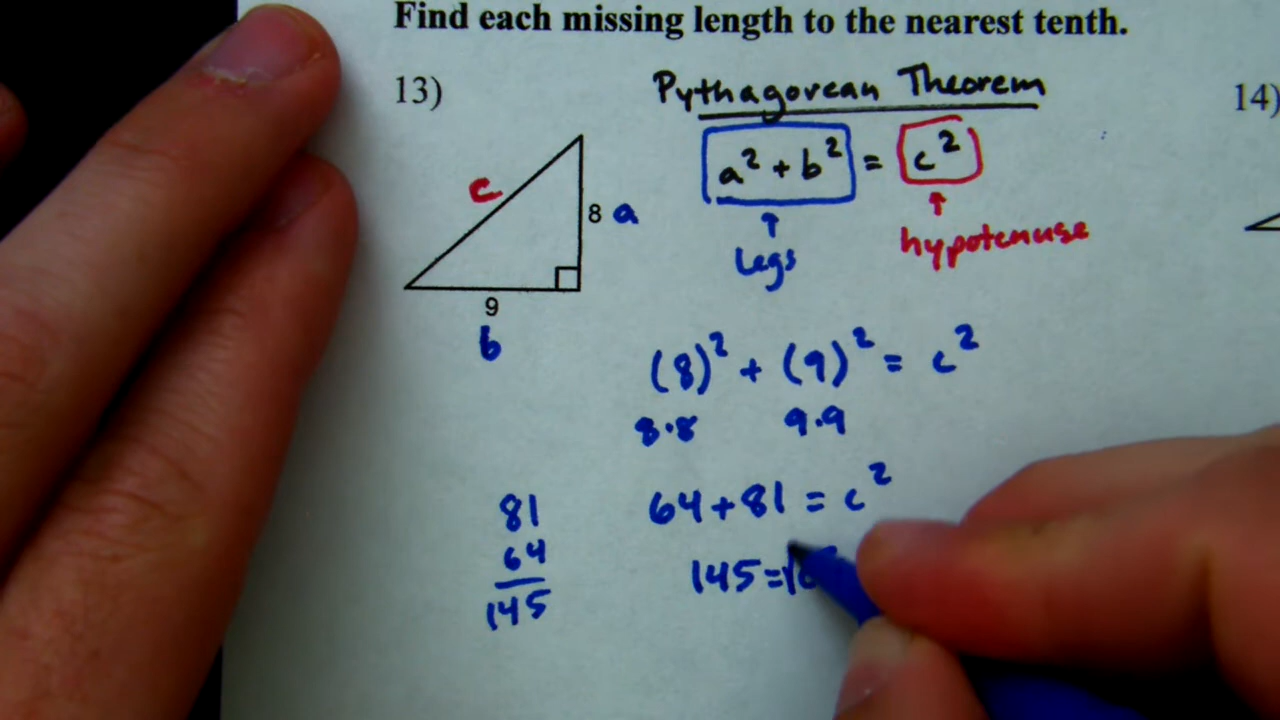 Find each missing length to the nearest tenth.
13)
Pythagorean Theorem
14)
a² + b² = c²
c
8 a
legs
hypotenuse
9
b
(8)² + (9)² = c²
8·8 9·9
81
64
145
64+81 = c²
145=